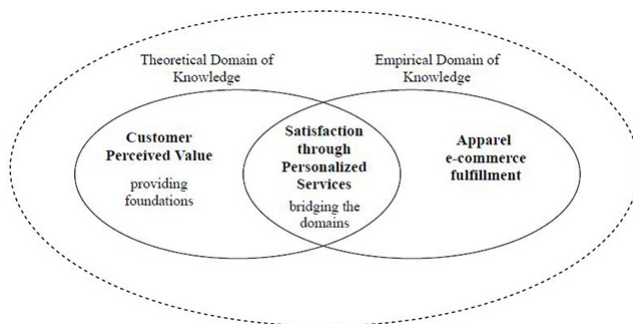 Theoretical Domain of
Knowledge
Empirical Domain of
Knowledge
Customer
Perceived Value
providing
foundations
Satisfaction
through
Personalized
Services
bridging the
domains
Apparel
e-commerce
fulfillment